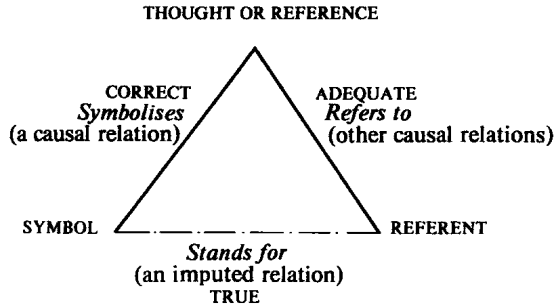 THOUGHT OR REFERENCE
CORRECT
Symbolises
(a causal relation)
ADEQUATE
Refers to
(other causal relations)
SYMBOL
REFERENT
Stands for
(an imputed relation)
TRUE